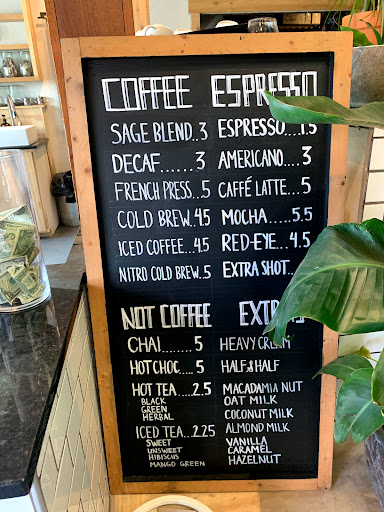 COFFEE
SAGE BLEND..3
DECAF......3
FRENCH PRESS..5
COLD BREW..4.5
ICED COFFEE..4.5
NITRO COLD BREW..5
ESPRESSO
ESPRESSO...1.5
AMERICANO....3
CAFFÉ LATTE..5
MOCHA.....5.5
RED-EYE..4.5
EXTRA SHOT..
NOT COFFEE
CHAI........5
HOT CHOC....5
HOT TEA....2.5
BLACK
GREEN
HERBAL
ICED TEA...2.25
SWEET
UNSWEET
HIBISCUS
MANGO GREEN
HEAVY CREAM
HALF & HALF
MACADAMIA NUT
OAT MILK
COCONUT MILK
ALMOND MILK
VANILLA
CARAMEL
HAZELNUT